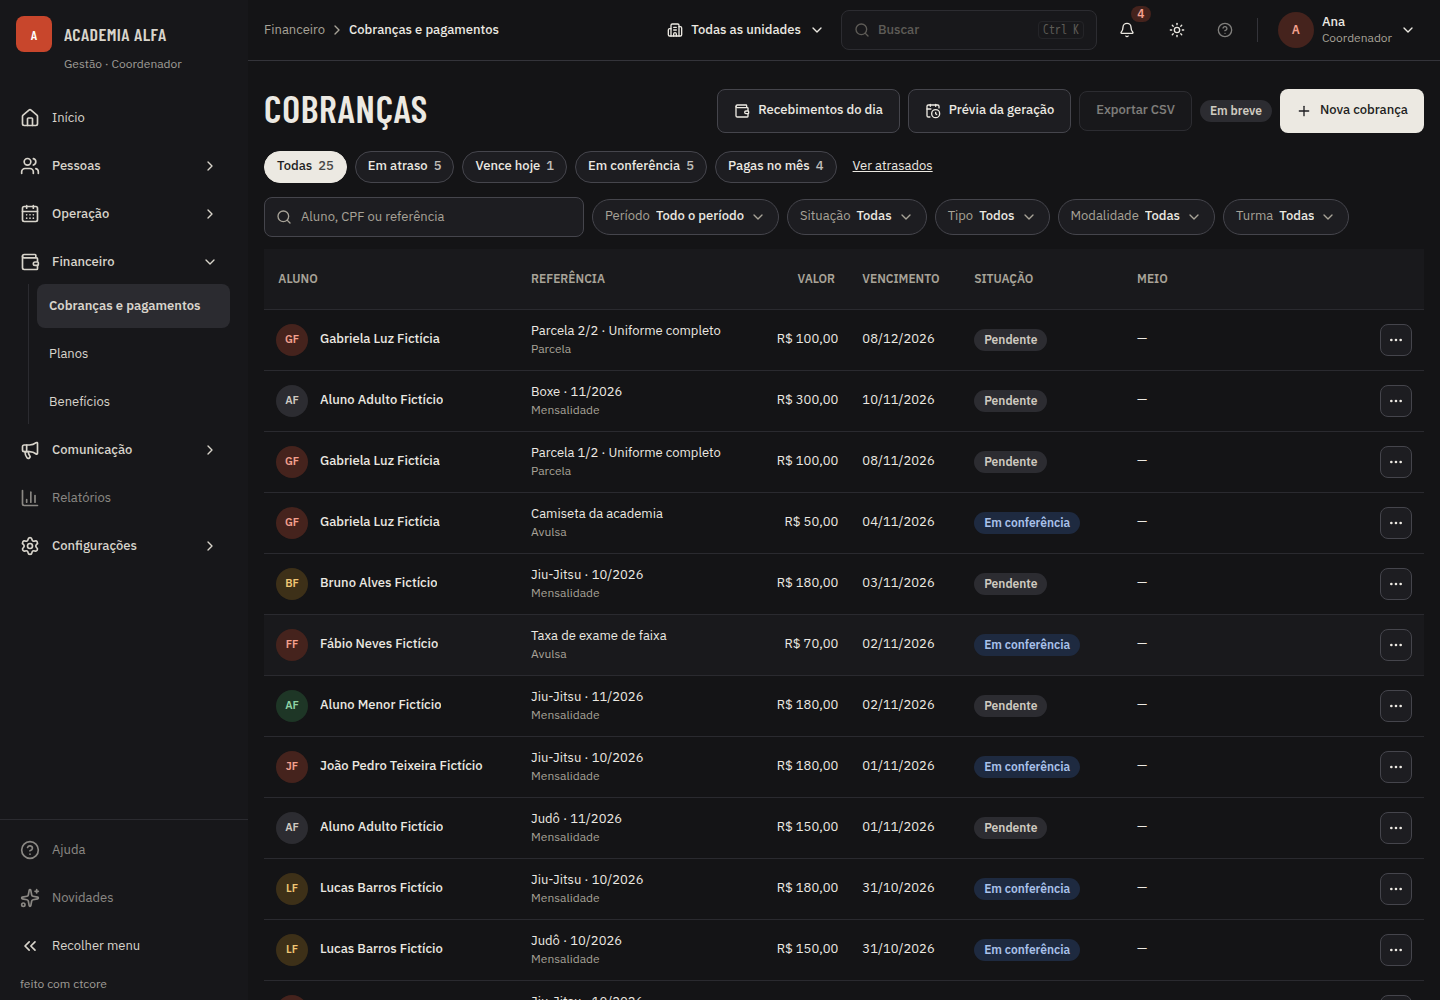 A
ACADEMIA ALFA
Gestão · Coordenador
Início
Pessoas
Operação
Financeiro
Cobranças e pagamentos
Planos
Benefícios
Comunicação
Relatórios
Configurações
Ajuda
Novidades
Recolher menu
feito com ctcore
Financeiro > Cobranças e pagamentos
Todas as unidades
Buscar Ctrl K
4
A
Ana
Coordenador
COBRANÇAS
Recebimentos do dia
Prévia da geração
Exportar CSV
Em breve
+ Nova cobrança
Todas 25
Em atraso 5
Vence hoje 1
Em conferência 5
Pagas no mês 4
Ver atrasados
Aluno, CPF ou referência
Período Todo o período
Situação Todas
Tipo Todos
Modalidade Todas
Turma Todas
ALUNO REFERÊNCIA VALOR VENCIMENTO SITUAÇÃO MEIO
GF Gabriela Luz Fictícia Parcela 2/2 · Uniforme completo R$ 100,00 08/12/2026 Pendente —
Parcela
AF Aluno Adulto Fictício Boxe · 11/2026 R$ 300,00 10/11/2026 Pendente —
Mensalidade
GF Gabriela Luz Fictícia Parcela 1/2 · Uniforme completo R$ 100,00 08/11/2026 Pendente —
Parcela
GF Gabriela Luz Fictícia Camiseta da academia R$ 50,00 04/11/2026 Em conferência —
Avulsa
BF Bruno Alves Fictício Jiu-Jitsu · 10/2026 R$ 180,00 03/11/2026 Pendente —
Mensalidade
FF Fábio Neves Fictício Taxa de exame de faixa R$ 70,00 02/11/2026 Em conferência —
Avulsa
AF Aluno Menor Fictício Jiu-Jitsu · 11/2026 R$ 180,00 02/11/2026 Pendente —
Mensalidade
JF João Pedro Teixeira Fictício Jiu-Jitsu · 10/2026 R$ 180,00 01/11/2026 Em conferência —
Mensalidade
AF Aluno Adulto Fictício Judô · 11/2026 R$ 150,00 01/11/2026 Pendente —
Mensalidade
LF Lucas Barros Fictício Jiu-Jitsu · 10/2026 R$ 180,00 31/10/2026 Em conferência —
Mensalidade
LF Lucas Barros Fictício Judô · 10/2026 R$ 150,00 31/10/2026 Em conferência —
Mensalidade